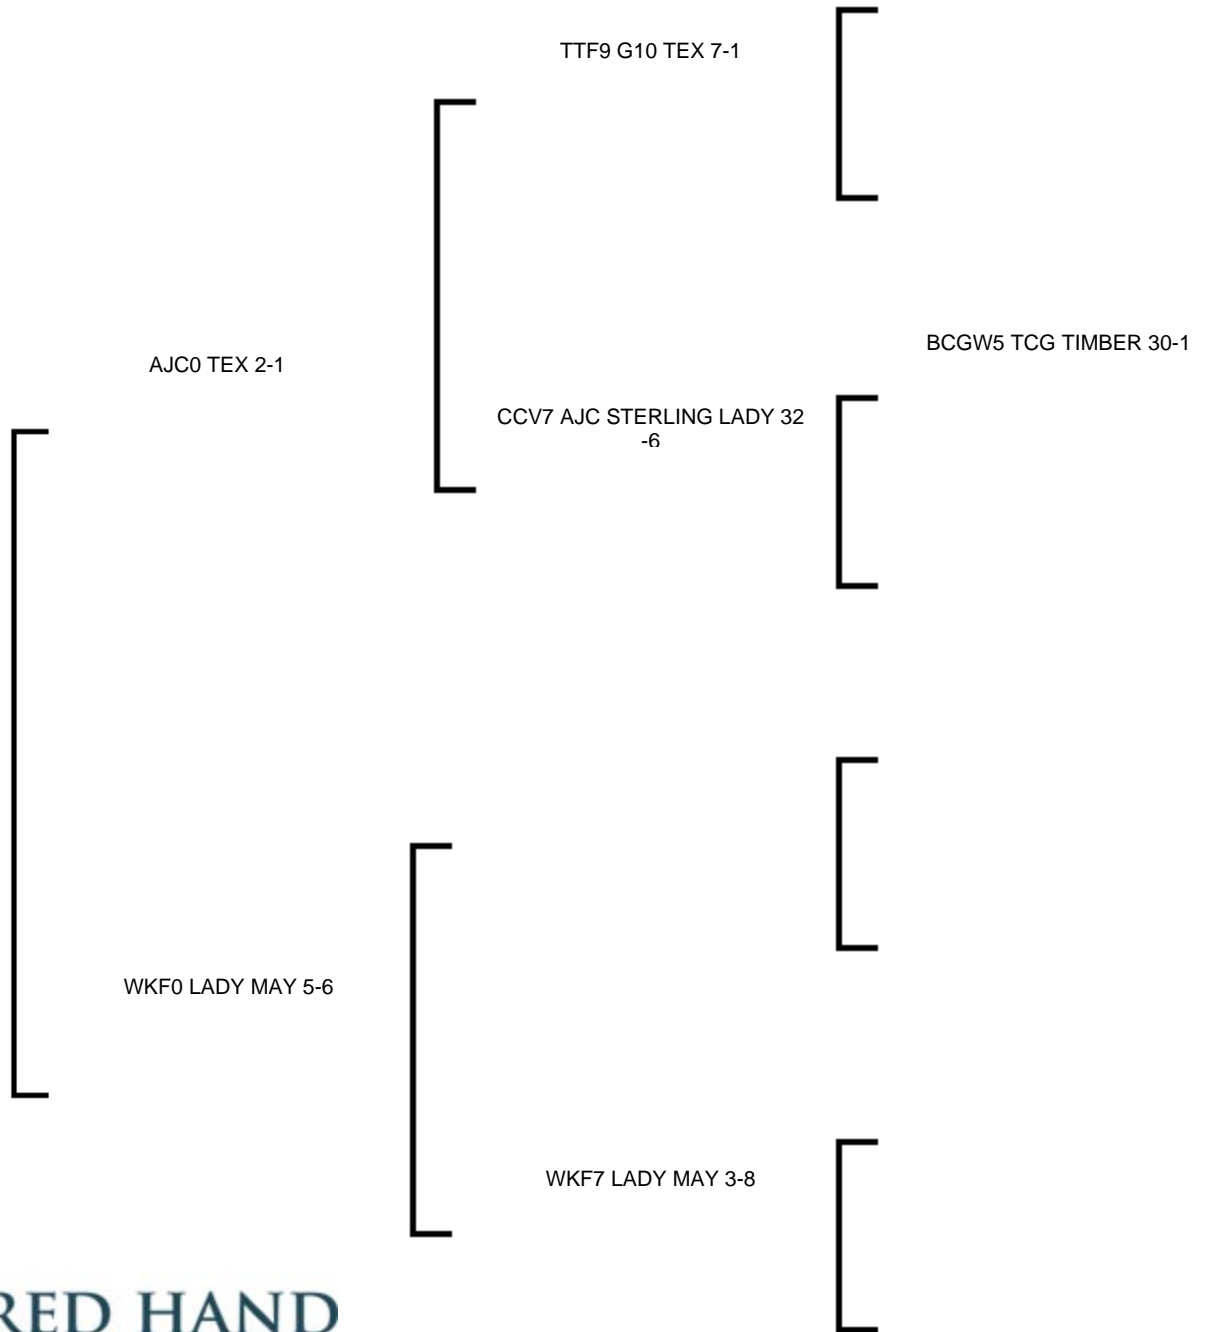 TTF9 G10 TEX 7-1
BCGW5 TCG TIMBER 30-1
AJC0 TEX 2-1
CCV7 AJC STERLING LADY 32
-6
WKF0 LADY MAY 5-6
WKF7 LADY MAY 3-8
RED HAND